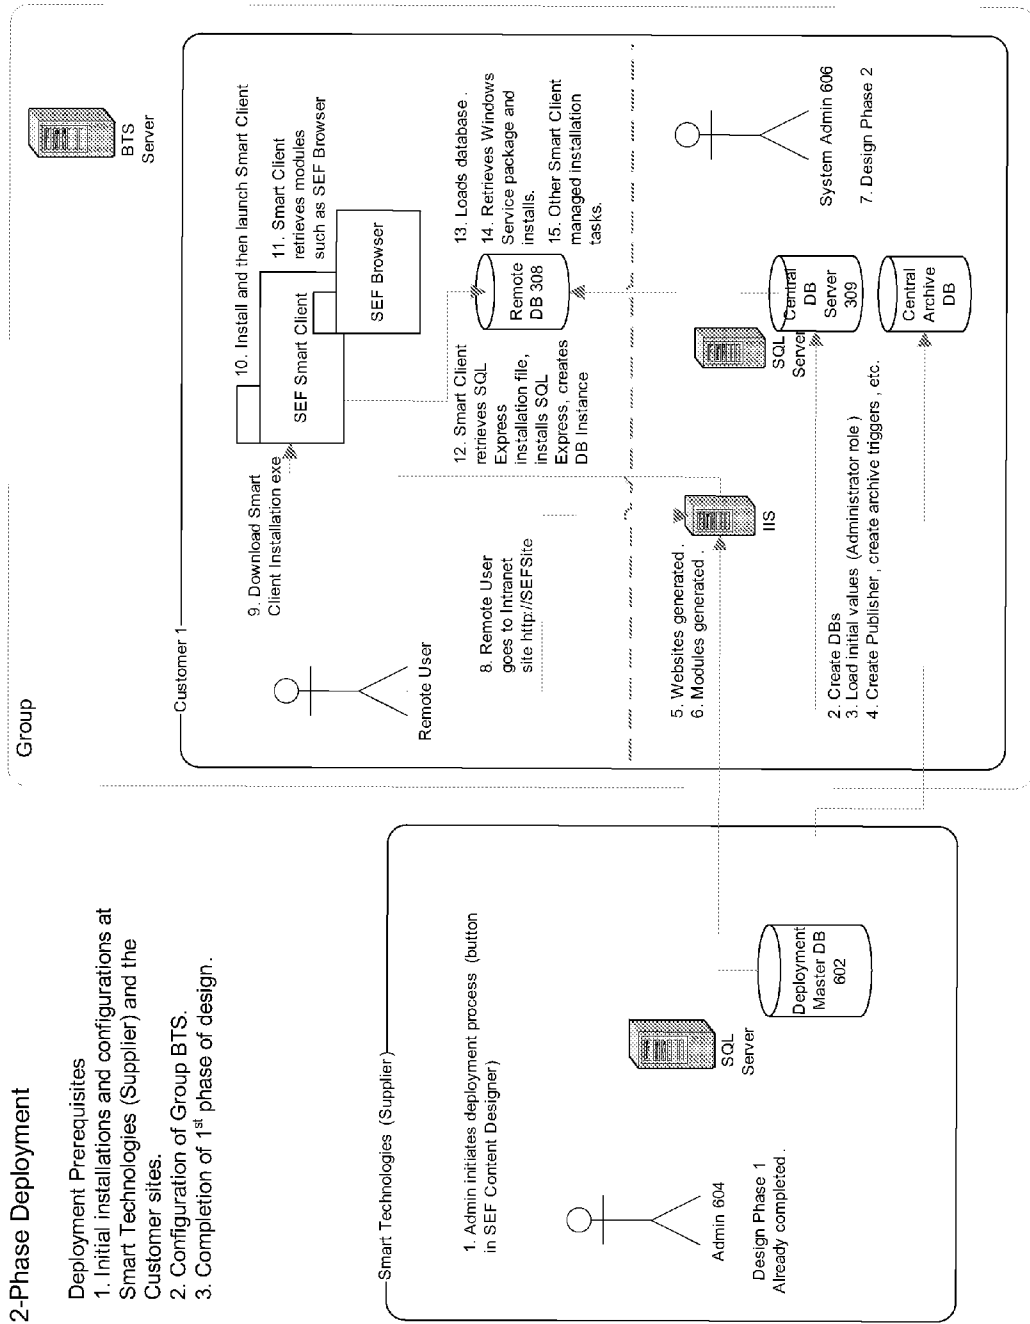 2-Phase Deployment
Deployment Prerequisites
1. Initial installations and configurations at
Smart Technologies (Supplier) and the
Customer sites.
2. Configuration of Group BTS.
3. Completion of 1st phase of design.
Smart Technologies (Supplier)
1. Admin initiates deployment process (button
in SEF Content Designer)
Admin 604
Design Phase 1
Already completed.
SQL
Server
Deployment
Master DB
602
Group
BTS
Server
Customer 1
Remote User
9. Download Smart
Client Installation exe
10. Install and then launch Smart Client
SEF Smart Client
11. Smart Client
retrieves modules
such as SEF Browser
SEF Browser
8. Remote User
goes to Intranet
site http://SEFSite
12. Smart Client
retrieves SQL
Express
installation file,
installs SQL
Express, creates
DB Instance
Remote
DB 308
13. Loads database.
14. Retrieves Windows
Service package and
installs.
15. Other Smart Client
managed installation
tasks.
5. Websites generated.
6. Modules generated.
IIS
SQL
Server
Central
DB
Server
309
Central
Archive
DB
2. Create DBs
3. Load initial values (Administrator role)
4. Create Publisher, create archive triggers, etc.
System Admin 606
7. Design Phase 2